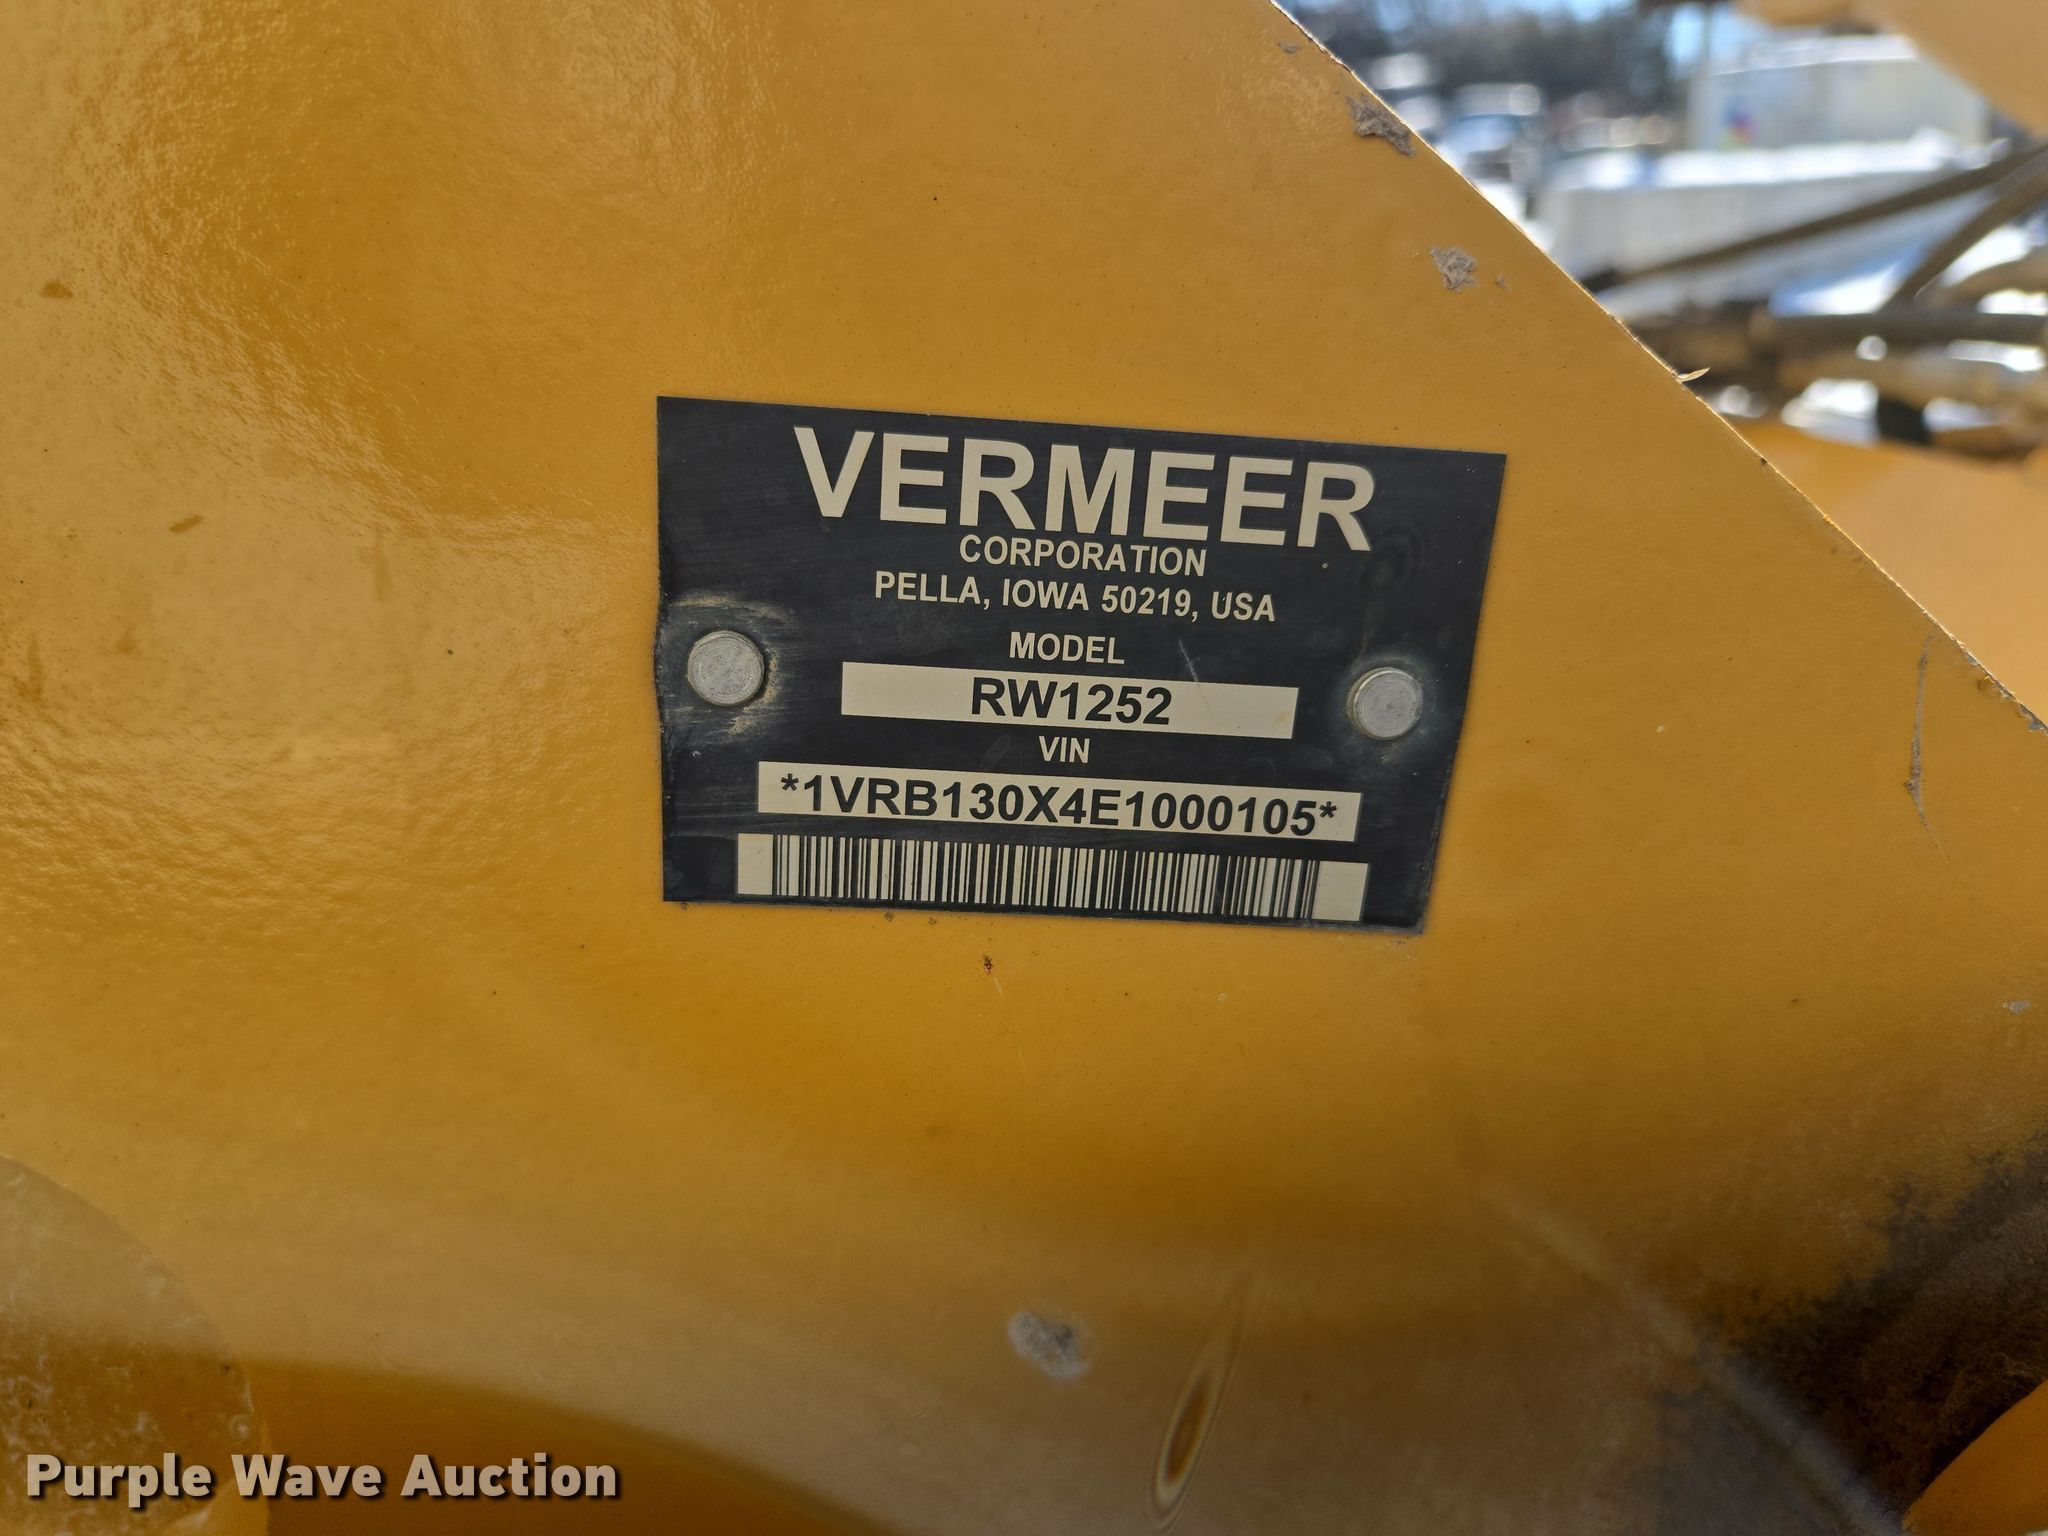 VERMEER
CORPORATION
PELLA, IOWA 50219, USA
MODEL
RW1252
VIN
*1VRB130X4E1000105*
Purple Wave Auction